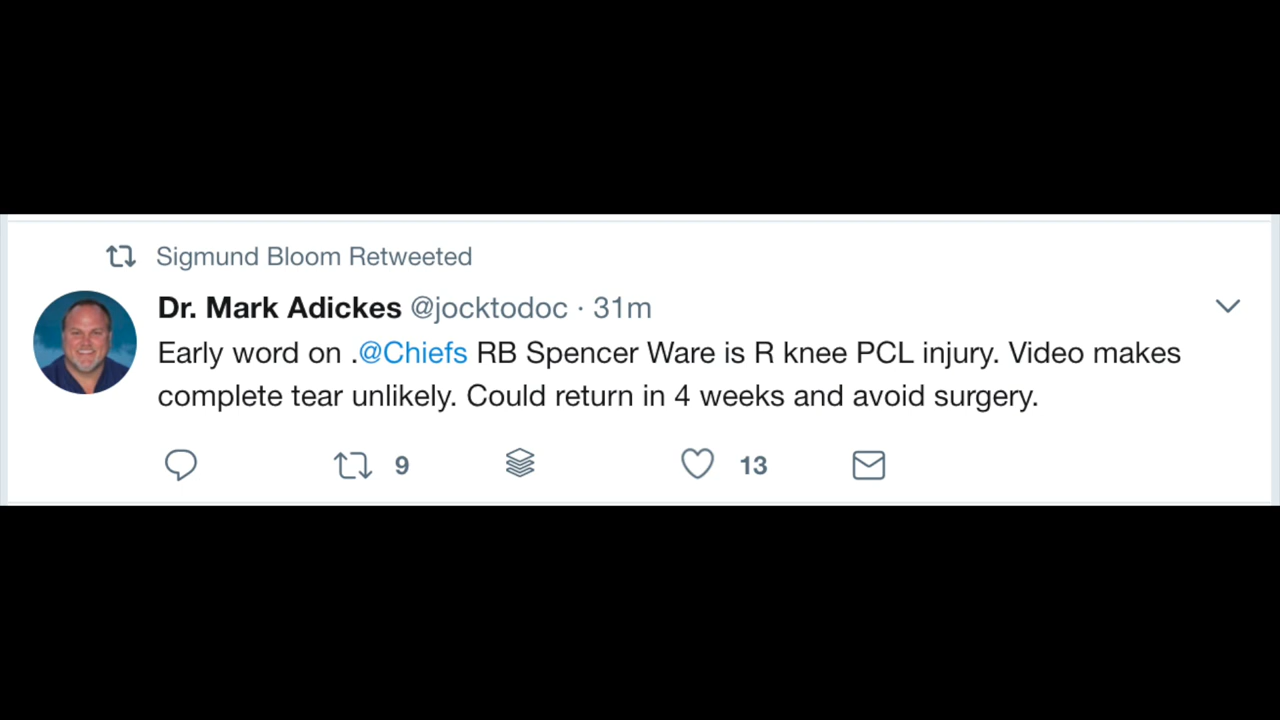 Sigmund Bloom Retweeted
Dr. Mark Adickes @jocktodoc · 31m
Early word on .@Chiefs RB Spencer Ware is R knee PCL injury. Video makes
complete tear unlikely. Could return in 4 weeks and avoid surgery.
9 13